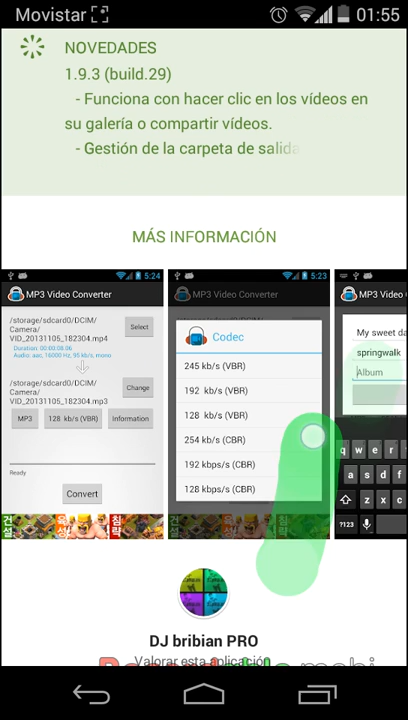 Movistar 01:55
NOVEDADES
1.9.3 (build.29)
- Funciona con hacer clic en los vídeos en
su galería o compartir vídeos.
- Gestión de la carpeta de salida
MÁS INFORMACIÓN
5:24
MP3 Video Converter
/storage/sdcard0/DCIM/
Camera/
VID_20131105_182304.mp4
Select
Duration: 00:00:08.06
Audio: aac, 16000 Hz, 95 kb/s, mono
/storage/sdcard0/DCIM/
Camera/
VID_20131105_182304.mp3
Change
MP3 128 kb/s (VBR) Information
Ready
Convert
5:23
MP3 Video Converter
Codec
245 kb/s (VBR)
192 kb/s (VBR)
128 kb/s (VBR)
254 kb/s (CBR)
192 kbps/s (CBR)
128 kbps/s (CBR)
My sweet da
springwalk
Album
q w e r
a s d f
z x c
?123
DJ bribian PRO
Valorar esta aplicación